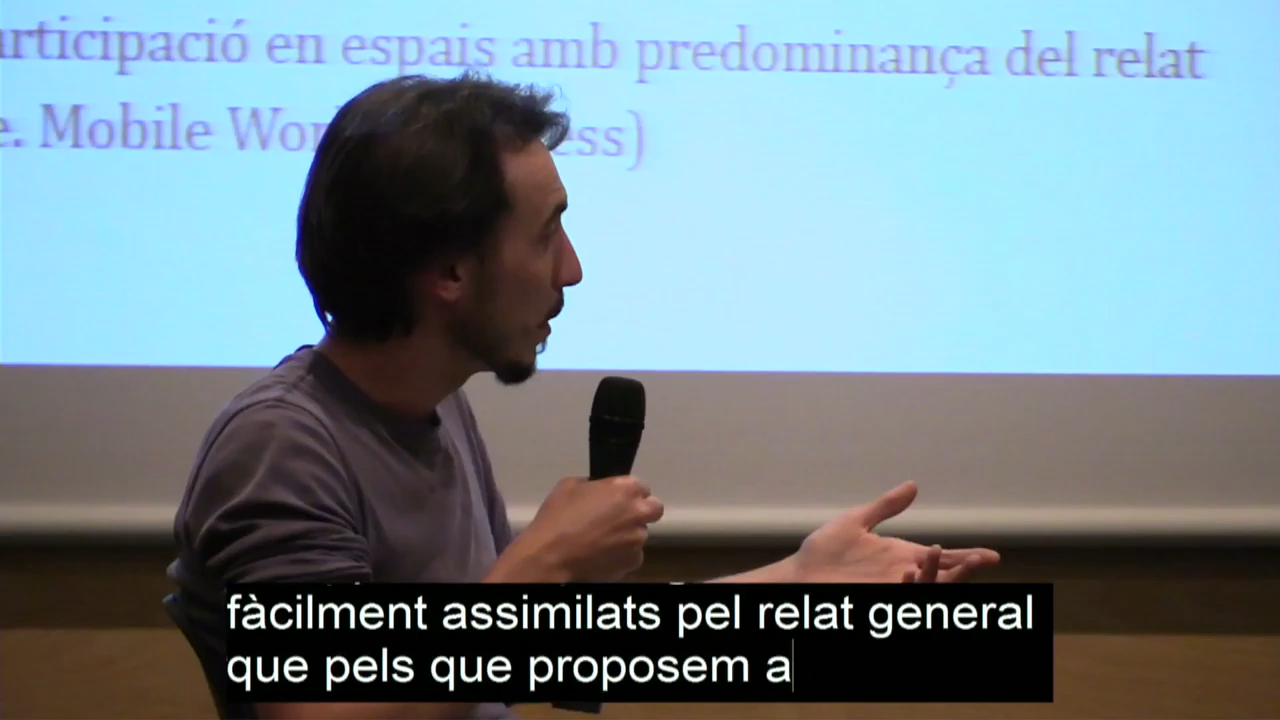 articipació en espais amb predominança del relat
e. Mobile Wor ess)
fàcilment assimilats pel relat general
que pels que proposem a